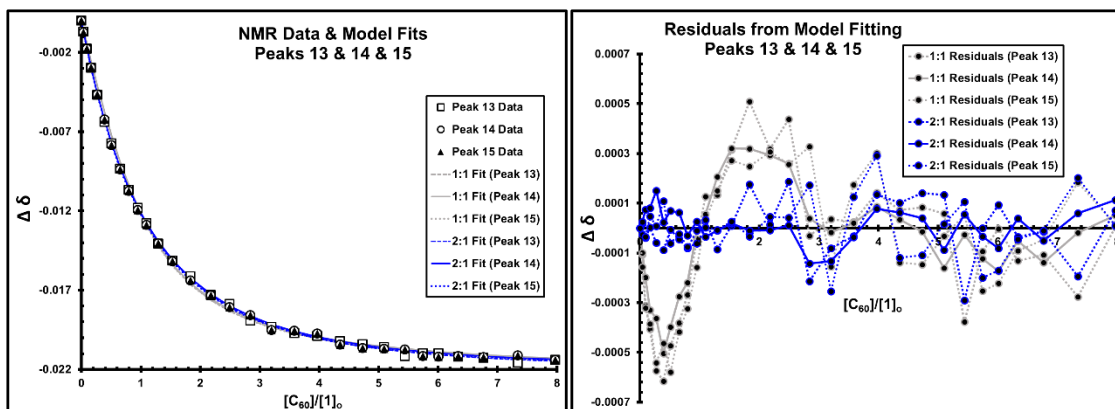 NMR Data & Model Fits
Peaks 13 & 14 & 15
-0.002
-0.007
-0.012
-0.017
-0.022
Δ δ
Peak 13 Data
Peak 14 Data
Peak 15 Data
1:1 Fit (Peak 13)
1:1 Fit (Peak 14)
1:1 Fit (Peak 15)
2:1 Fit (Peak 13)
2:1 Fit (Peak 14)
2:1 Fit (Peak 15)
0 1 2 3 4 5 6 7 8
[C₆₀]/[1]ₒ
Residuals from Model Fitting
Peaks 13 & 14 & 15
0.0007
0.0005
0.0003
0.0001
-0.0001
-0.0003
-0.0005
-0.0007
Δ δ
1:1 Residuals (Peak 13)
1:1 Residuals (Peak 14)
1:1 Residuals (Peak 15)
2:1 Residuals (Peak 13)
2:1 Residuals (Peak 14)
2:1 Residuals (Peak 15)
0 2 4 6 8
[C₆₀]/[1]ₒ